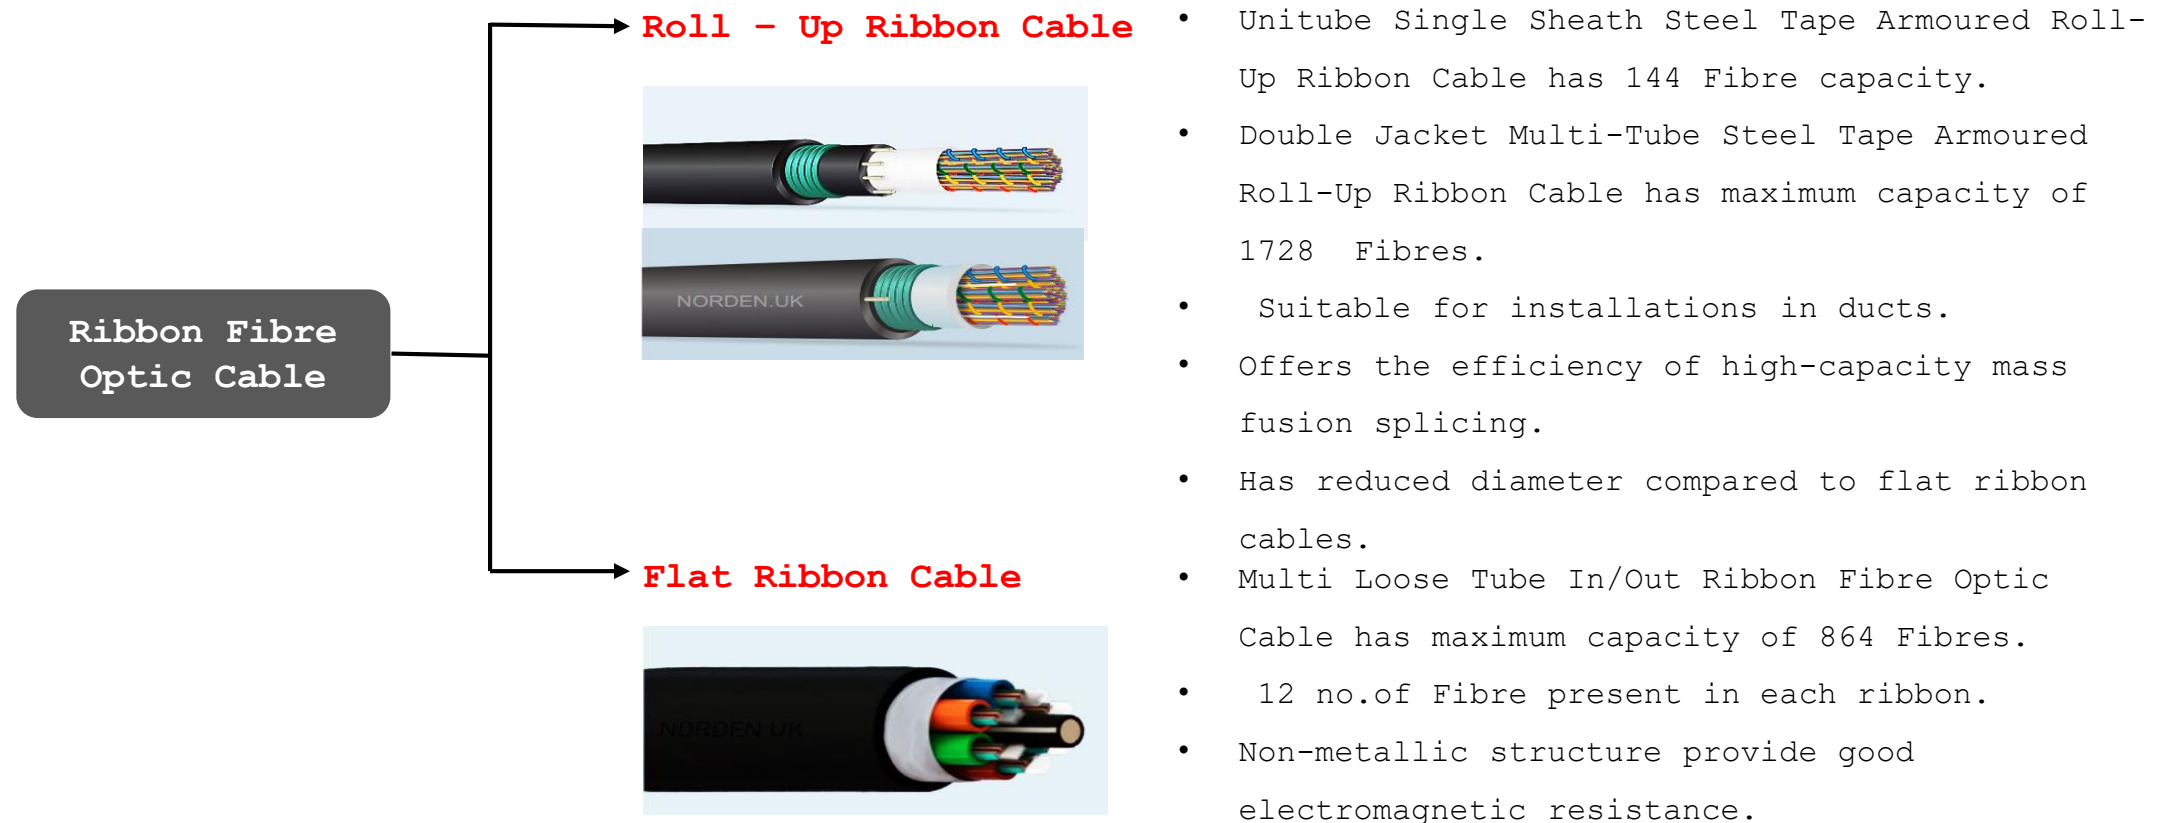 Roll – Up Ribbon Cable
• Unitube Single Sheath Steel Tape Armoured Roll-
Up Ribbon Cable has 144 Fibre capacity.
• Double Jacket Multi-Tube Steel Tape Armoured
Roll-Up Ribbon Cable has maximum capacity of
1728 Fibres.
• Suitable for installations in ducts.
• Offers the efficiency of high-capacity mass
fusion splicing.
• Has reduced diameter compared to flat ribbon
cables.
NORDEN.UK
Ribbon Fibre
Optic Cable
Flat Ribbon Cable
• Multi Loose Tube In/Out Ribbon Fibre Optic
Cable has maximum capacity of 864 Fibres.
• 12 no.of Fibre present in each ribbon.
• Non-metallic structure provide good
electromagnetic resistance.
NORDEN.UK